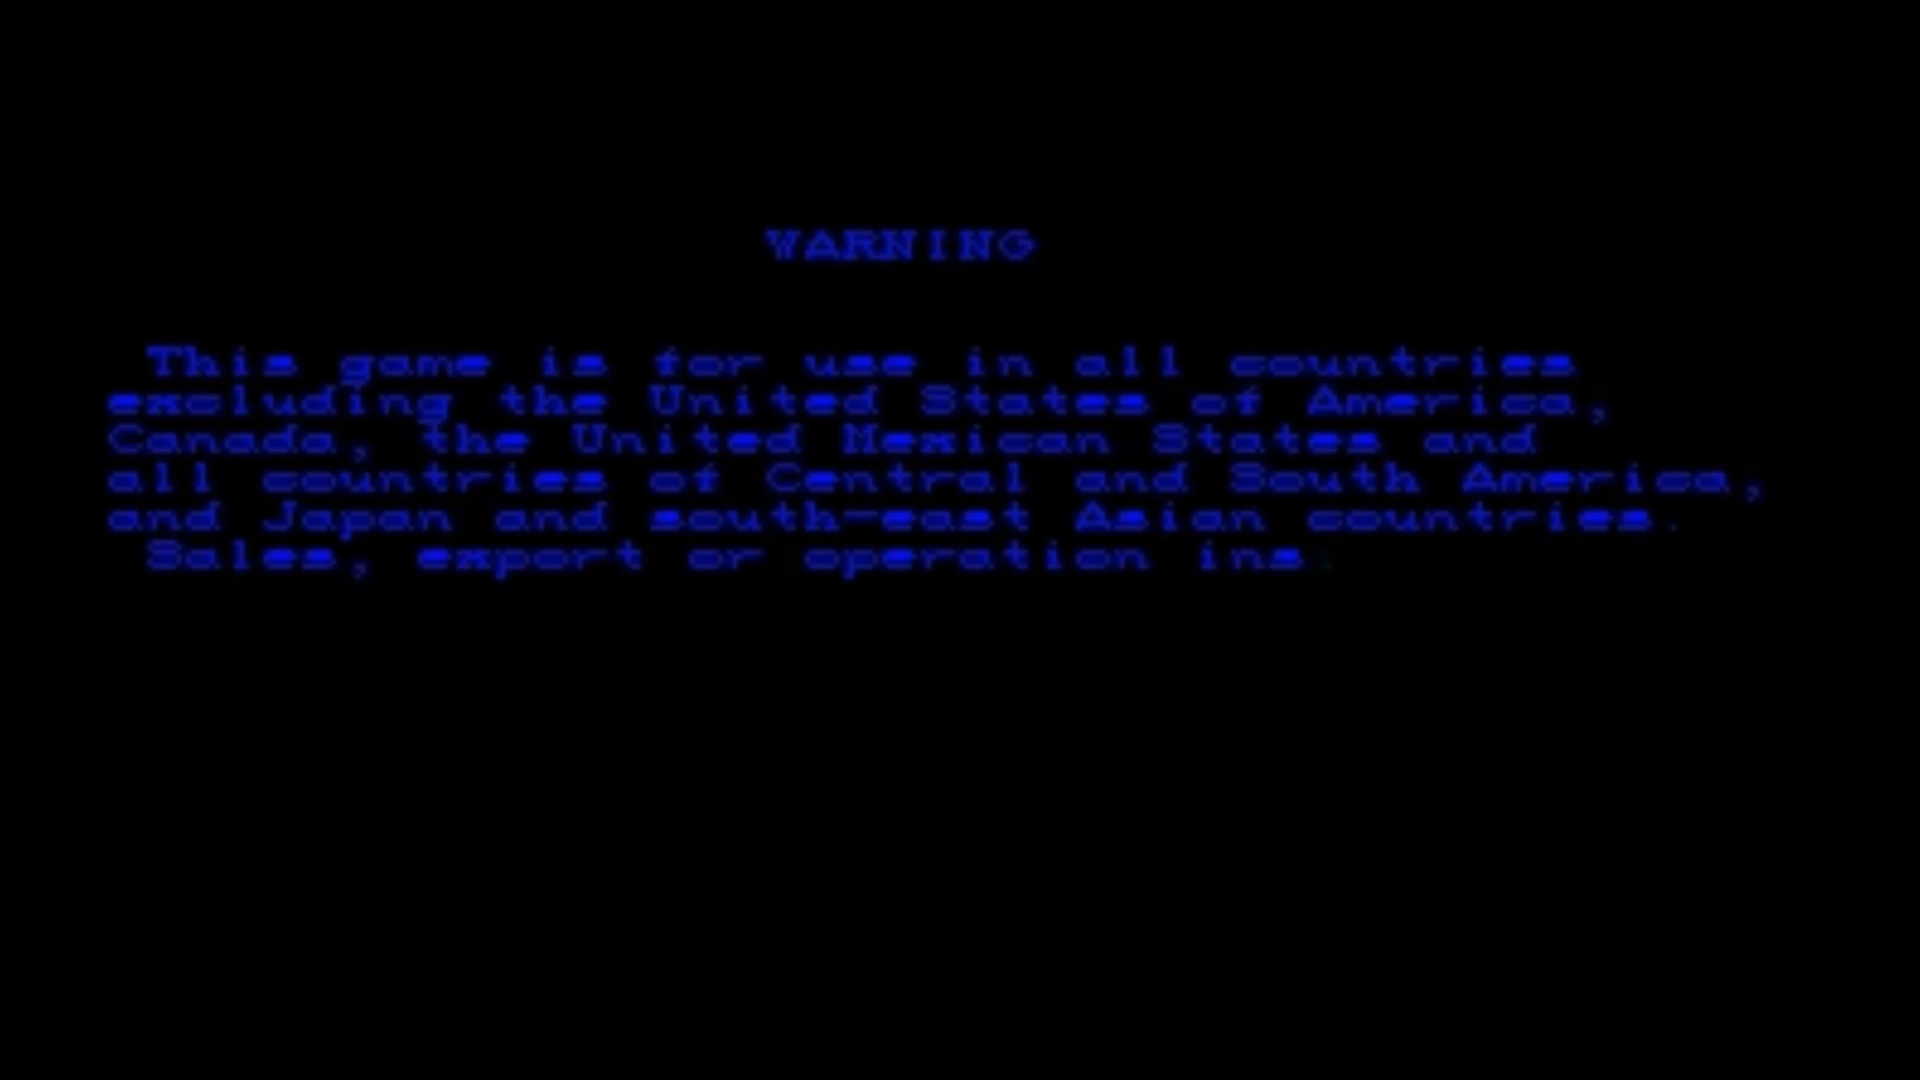 WARNING
This game is for use in all countries
excluding the United States of America,
Canada, the United Mexican States and
all countries of Central and South America,
and Japan and south-east Asian countries.
Sales, export or operation ins